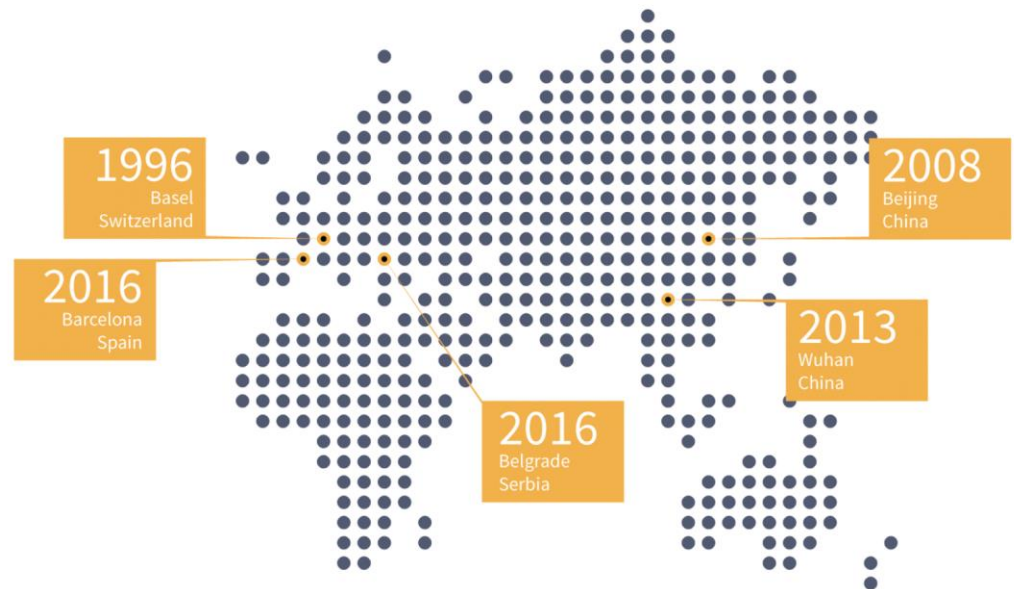 1996
Basel
Switzerland
2008
Beijing
China
2016
Barcelona
Spain
2013
Wuhan
China
2016
Belgrade
Serbia